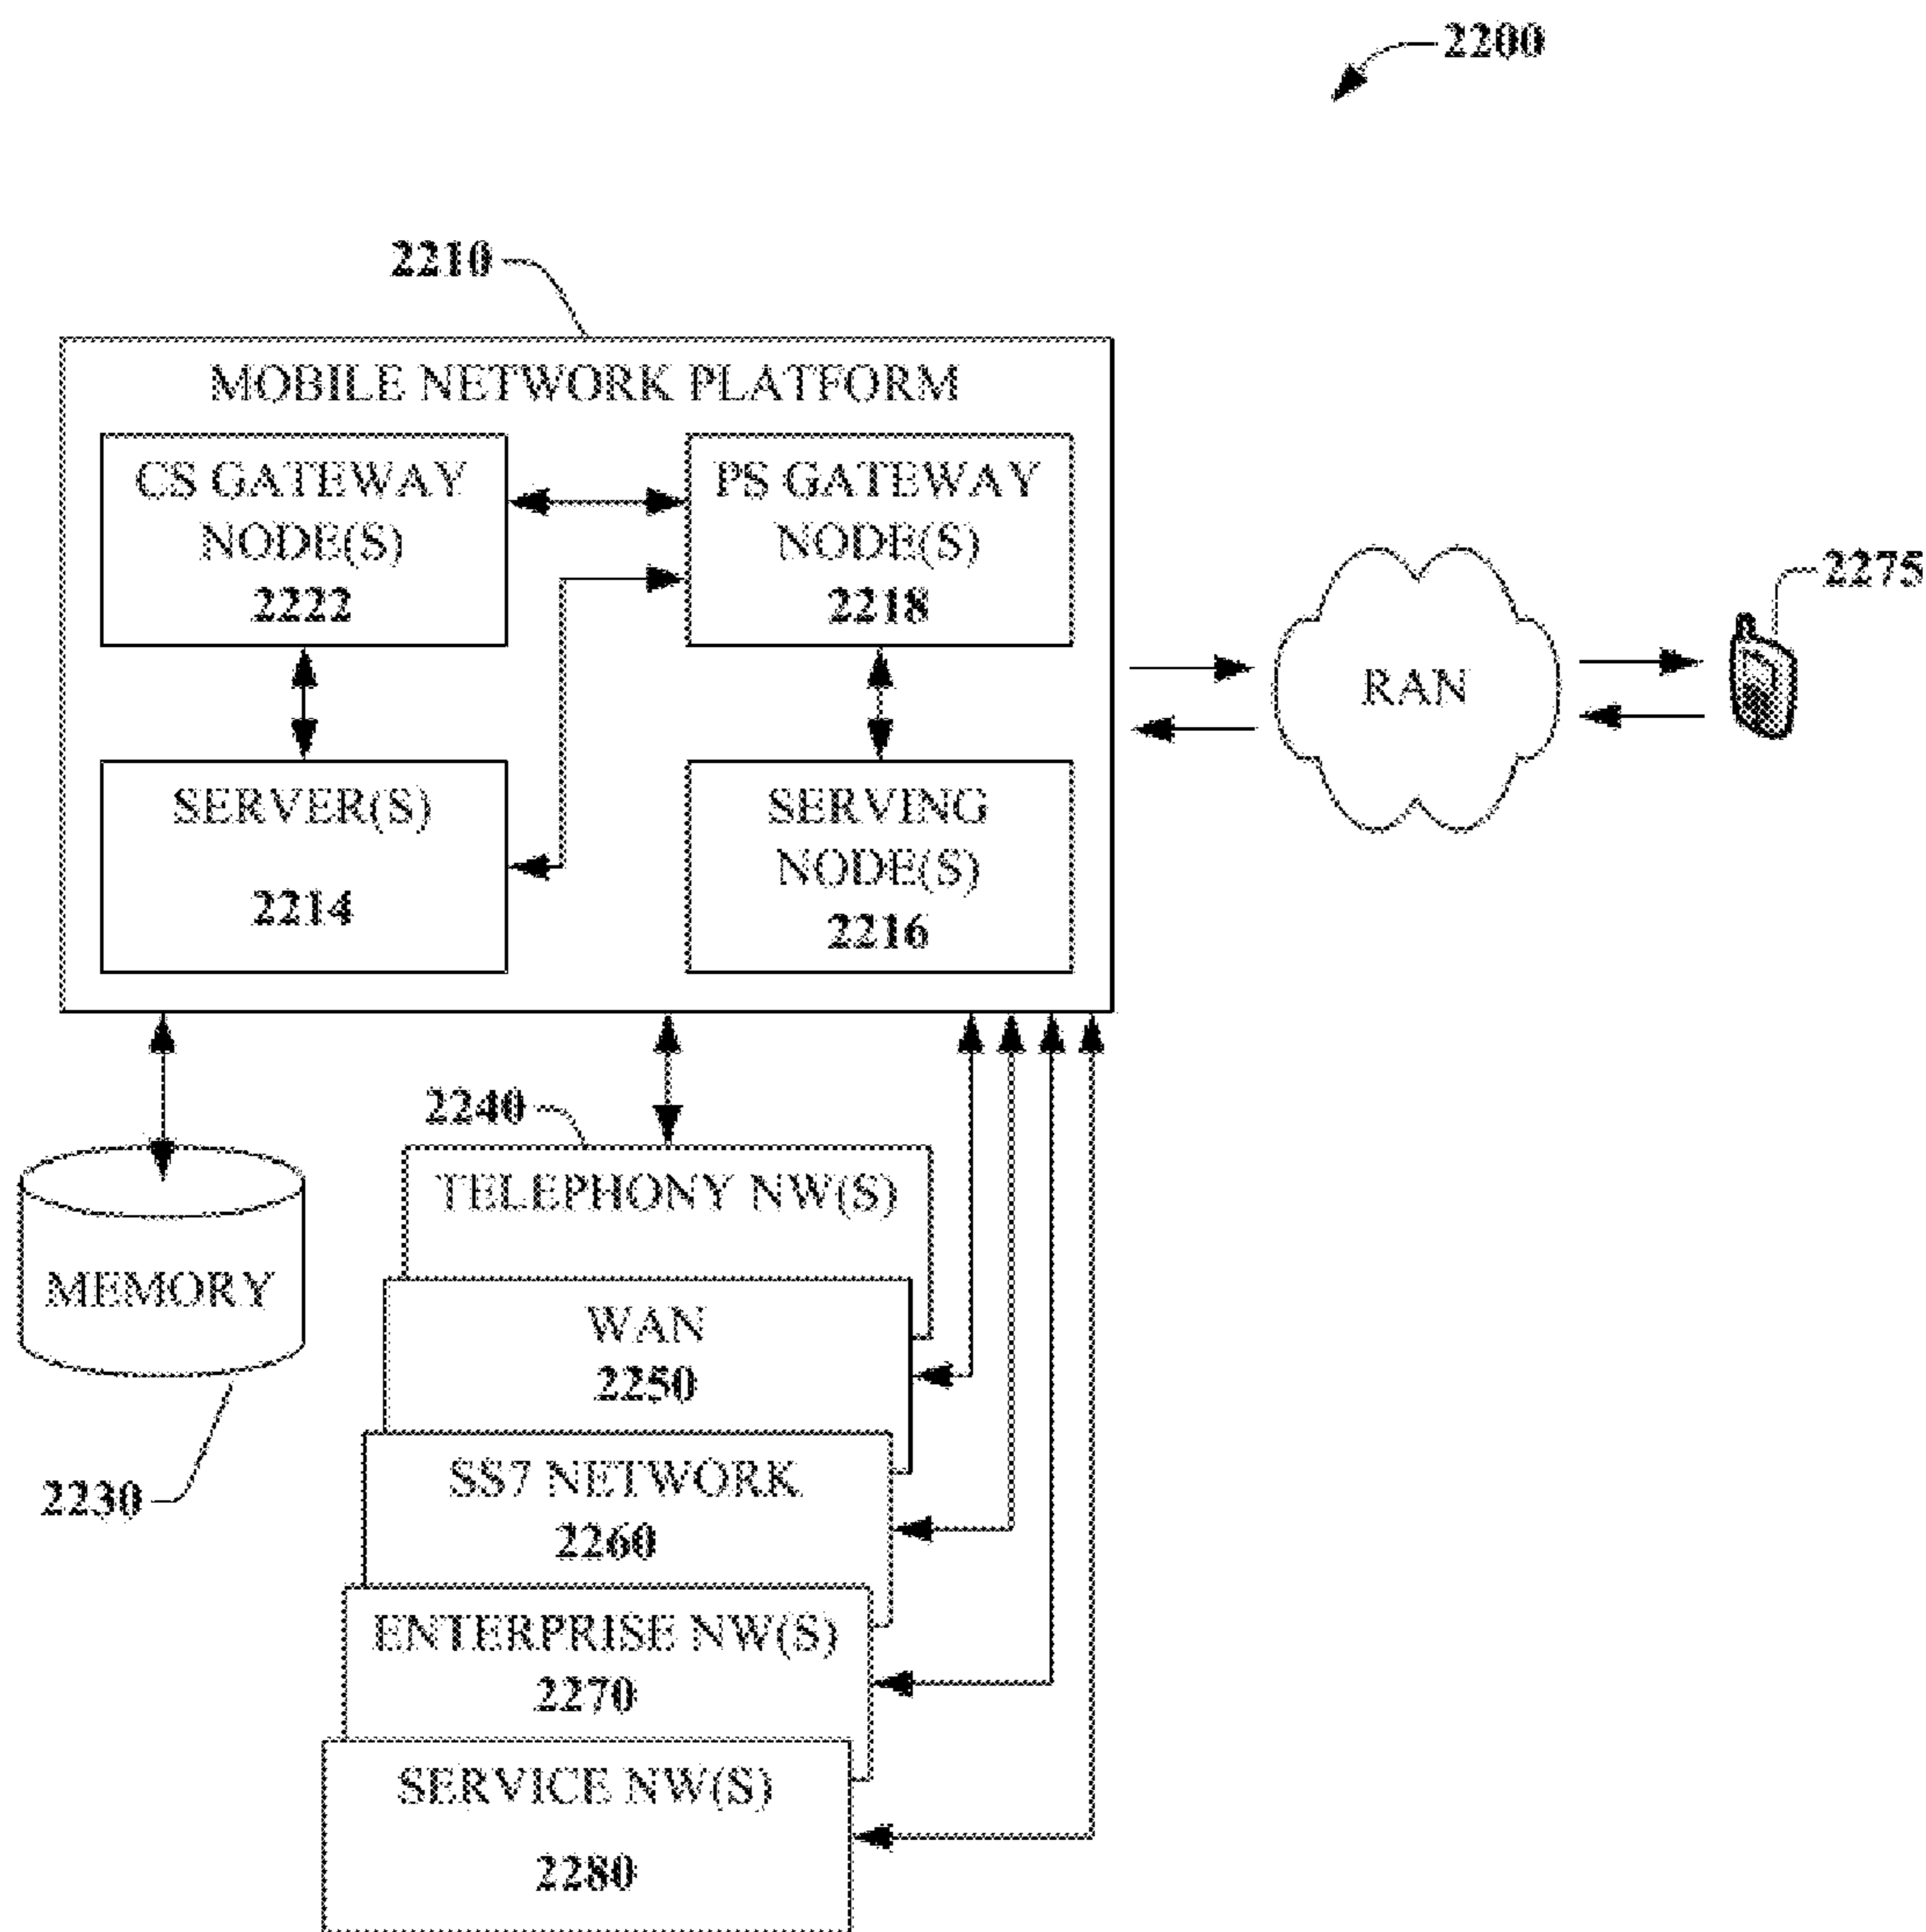 2200
2210
MOBILE NETWORK PLATFORM
CS GATEWAY
NODE(S)
2222
PS GATEWAY
NODE(S)
2218
SERVER(S)
2214
SERVING
NODE(S)
2216
RAN
2275
2240
TELEPHONY NW(S)
MEMORY
2230
WAN
2250
SS7 NETWORK
2260
ENTERPRISE NW(S)
2270
SERVICE NW(S)
2280